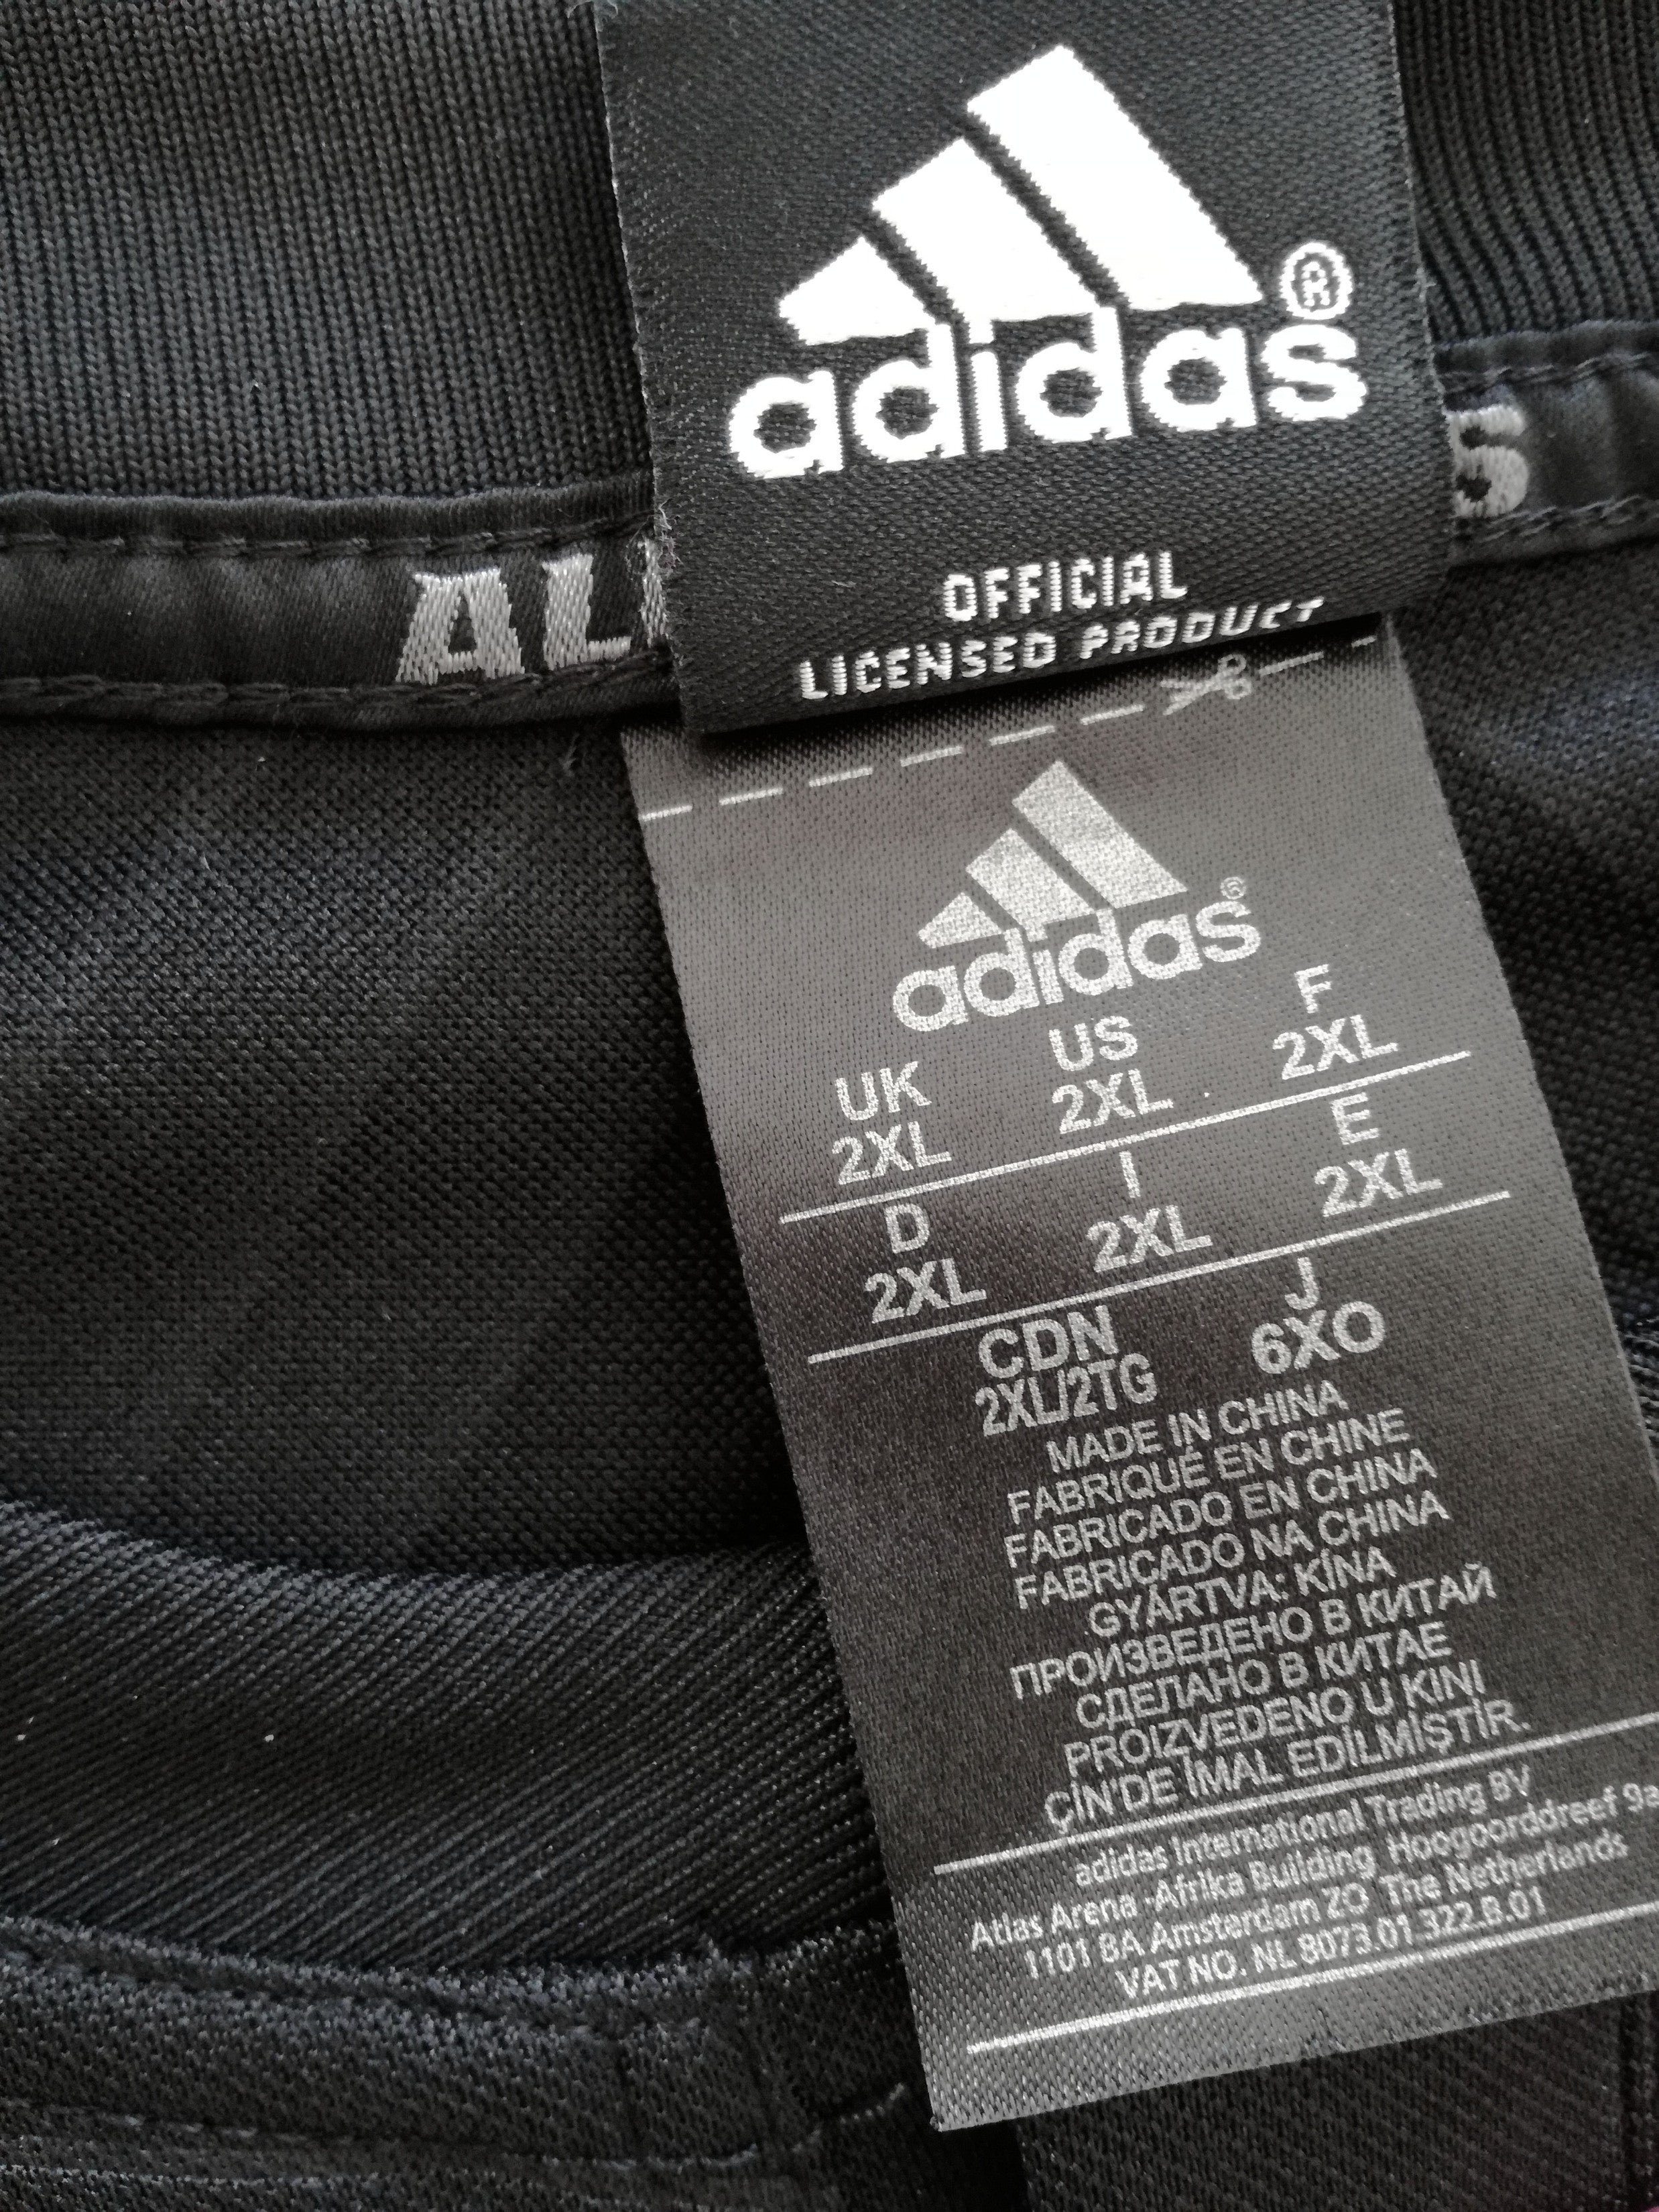 adidas®
OFFICIAL
LICENSED PRODUCT
AL
S
adidas®
UK US F
2XL 2XL 2XL
D I E
2XL 2XL 2XL
CDN J
2XL/2TG 6XO
MADE IN CHINA
FABRIQUÉ EN CHINE
FABRICADO EN CHINA
FABRICADO NA CHINA
GYÁRTVA: KÍNA
ПРОИЗВЕДЕНО В КИТАЙ
СДЕЛАНО В КИТАЕ
PROIZVEDENO U KINI
ÇİN'DE İMAL EDİLMİŞTİR.
adidas International Trading BV
Atlas Arena -Afrika Building, Hoogoorddreef 9a
1101 BA Amsterdam ZO The Netherlands
VAT NO. NL 8073.01.322.B.01